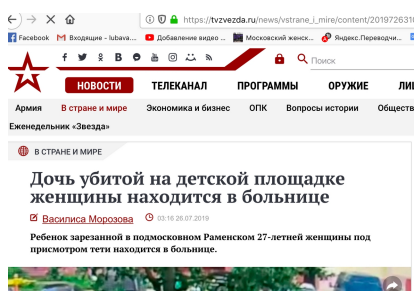 https://tvzvezda.ru/news/vstrane_i_mire/content/20197263
Facebook Входящие - lubava.... Добавление видео ... Московский женск... Яндекс.Переводчи...
Поиск
НОВОСТИ ТЕЛЕКАНАЛ ПРОГРАММЫ ОРУЖИЕ ЛИ
Армия В стране и мире Экономика и бизнес ОПК Вопросы истории Обществ
Еженедельник «Звезда»
В СТРАНЕ И МИРЕ
Дочь убитой на детской площадке
женщины находится в больнице
Василиса Морозова 03:16 26.07.2019
Ребенок зарезанной в подмосковном Раменском 27-летней женщины под
присмотром тети находится в больнице.